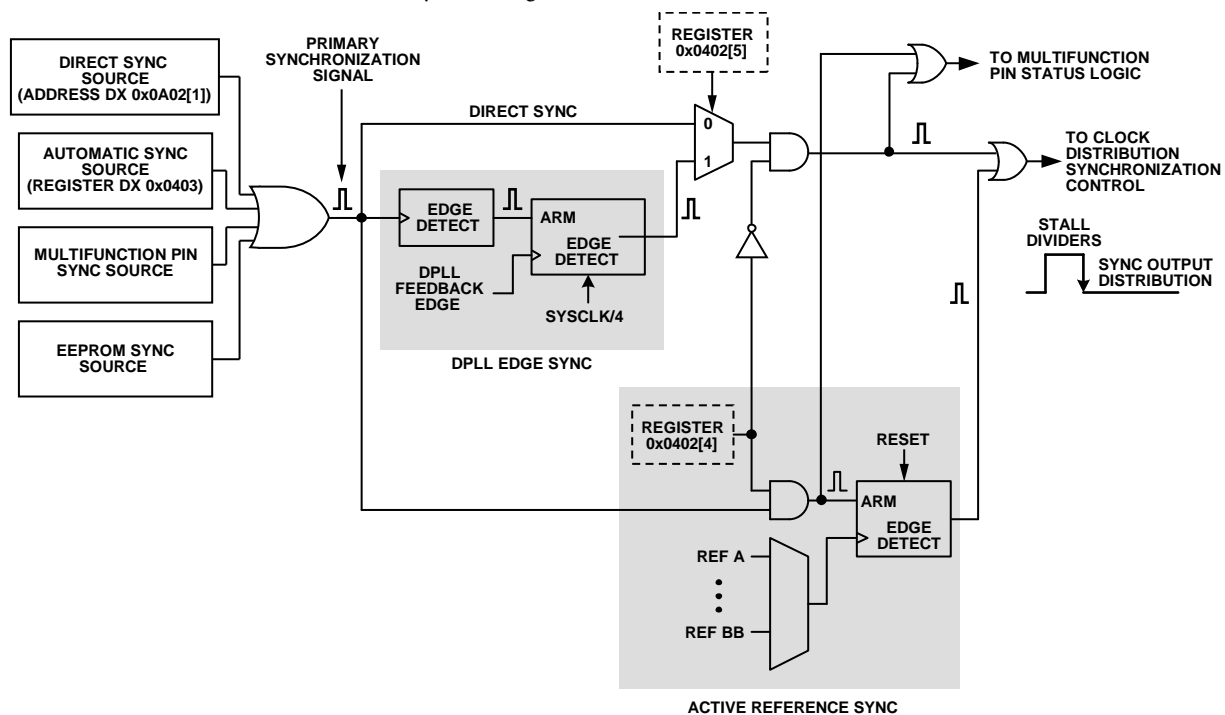 DIRECT SYNC
SOURCE
(ADDRESS DX 0x0A02[1])
AUTOMATIC SYNC
SOURCE
(REGISTER DX 0x0403)
MULTIFUNCTION PIN
SYNC SOURCE
EEPROM SYNC
SOURCE
PRIMARY
SYNCHRONIZATION
SIGNAL
DIRECT SYNC
REGISTER
0x0402[5]
0
1
EDGE
DETECT
ARM
EDGE
DETECT
DPLL
FEEDBACK
EDGE
SYSCLK/4
DPLL EDGE SYNC
TO MULTIFUNCTION
PIN STATUS LOGIC
TO CLOCK
DISTRIBUTION
SYNCHRONIZATION
CONTROL
STALL
DIVIDERS
SYNC OUTPUT
DISTRIBUTION
REGISTER
0x0402[4]
RESET
ARM
EDGE
DETECT
REF A
REF BB
ACTIVE REFERENCE SYNC